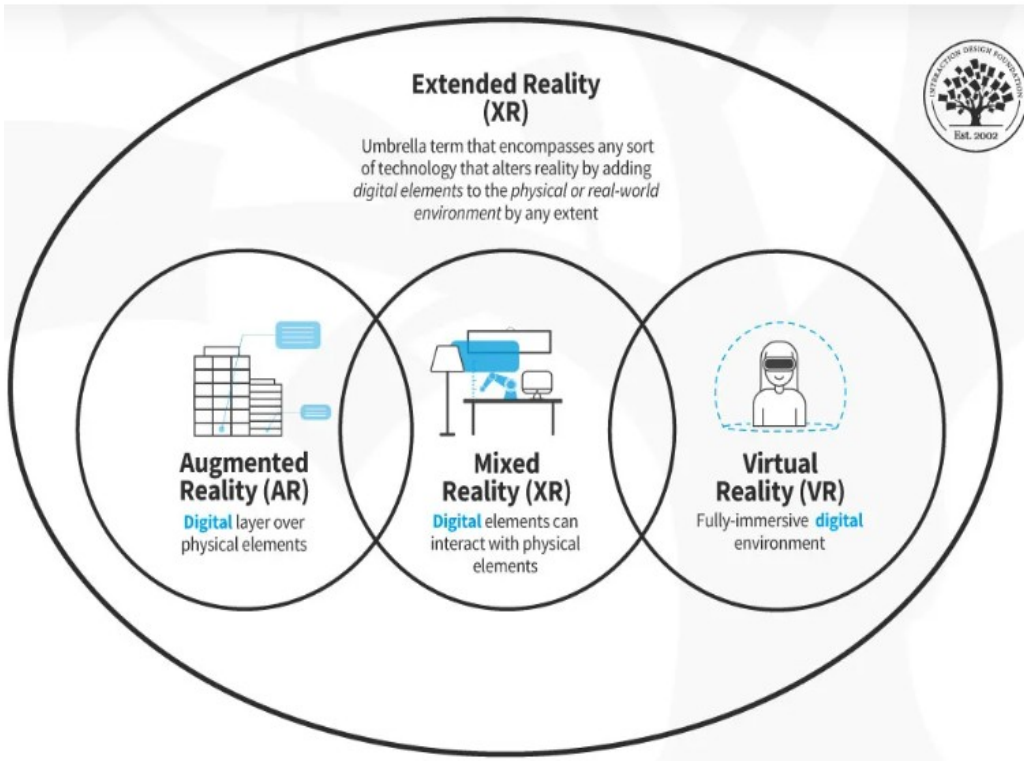 Extended Reality
(XR)
Umbrella term that encompasses any sort
of technology that alters reality by adding
digital elements to the physical or real-world
environment by any extent
INTERACTION DESIGN FOUNDATION
Est. 2002
Augmented
Reality (AR)
Digital layer over
physical elements
Mixed
Reality (XR)
Digital elements can
interact with physical
elements
Virtual
Reality (VR)
Fully-immersive digital
environment